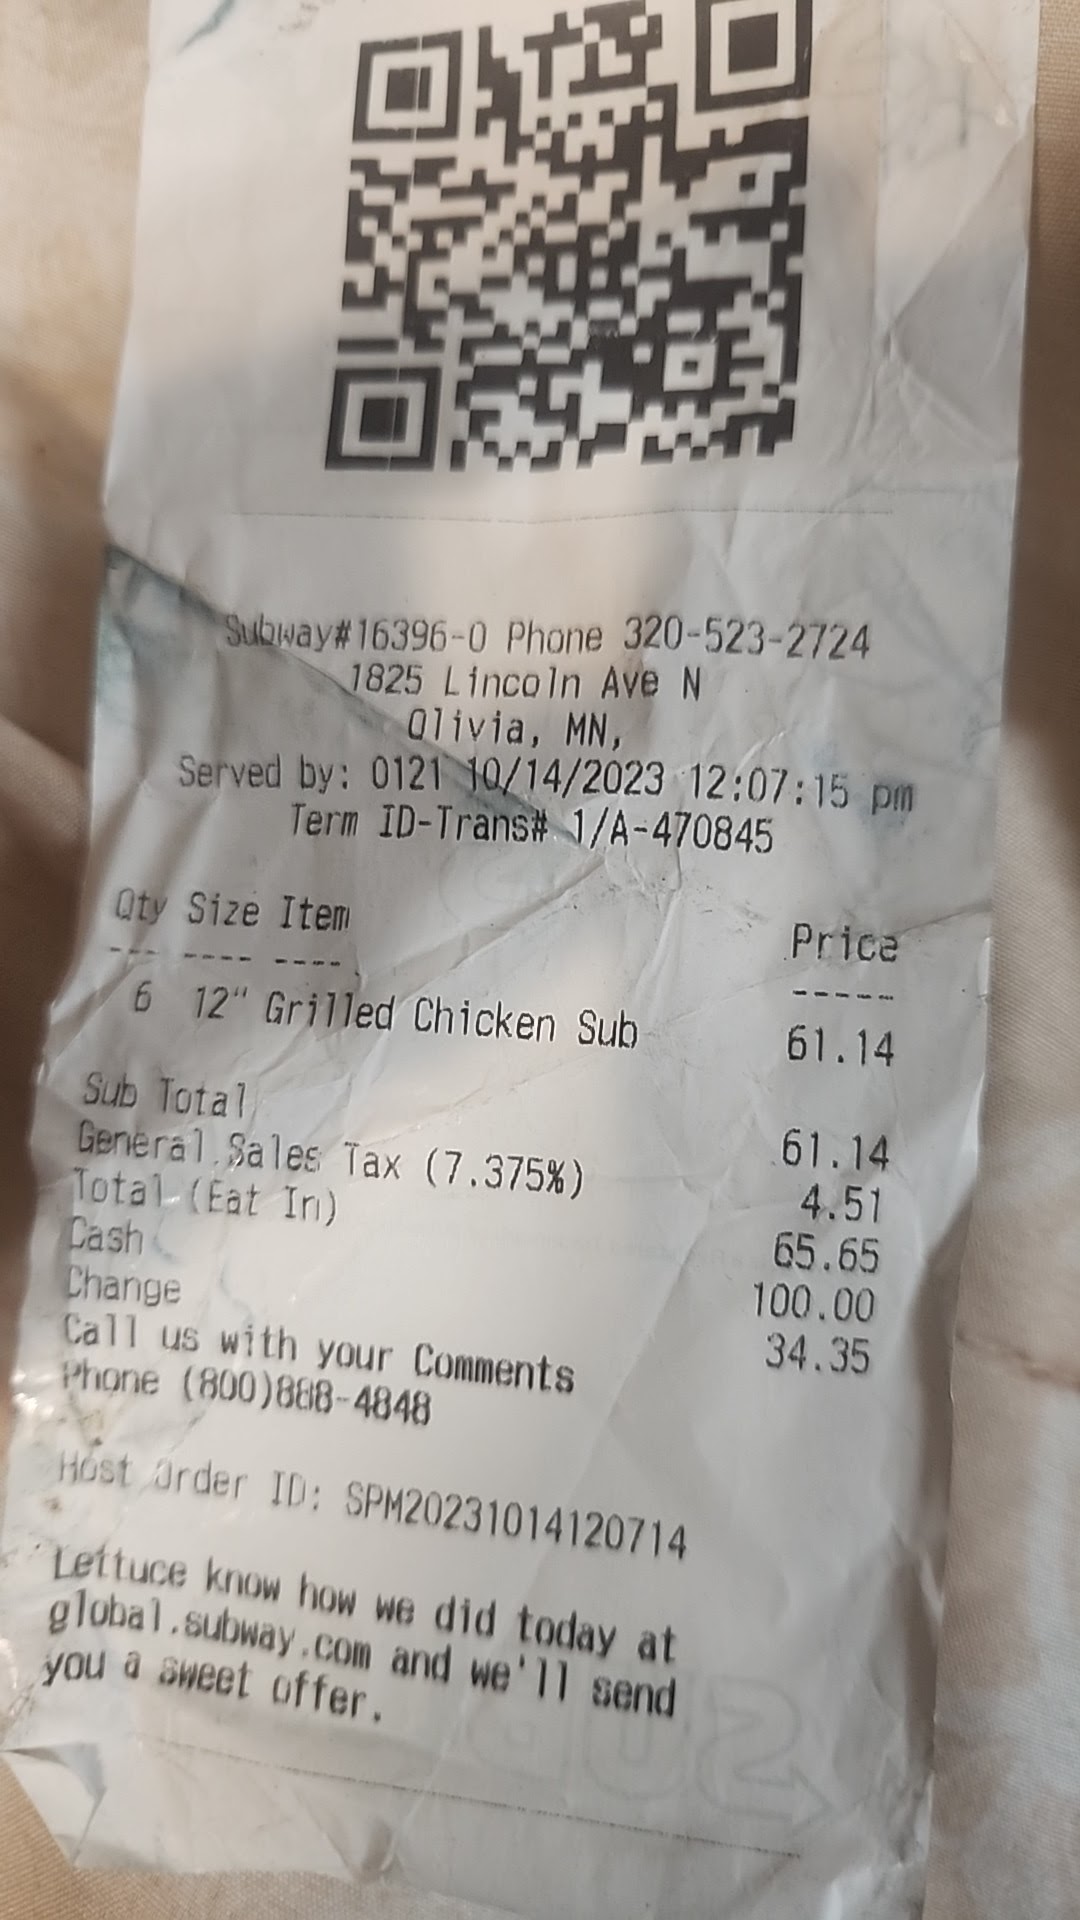 Subway#16396-0 Phone 320-523-2724
1825 Lincoln Ave N
Olivia, MN,
Served by: 0121 10/14/2023 12:07:15 pm
Term ID-Trans# 1/A-470845
Qty Size Item Price
--- ---- ---- -----
6 12" Grilled Chicken Sub 61.14
Sub Total 61.14
General Sales Tax (7.375%) 4.51
Total (Eat In) 65.65
Cash 100.00
Change 34.35
Call us with your Comments
Phone (800)888-4848
Host Order ID: SPM20231014120714
Lettuce know how we did today at
global.subway.com and we'll send
you a sweet offer.